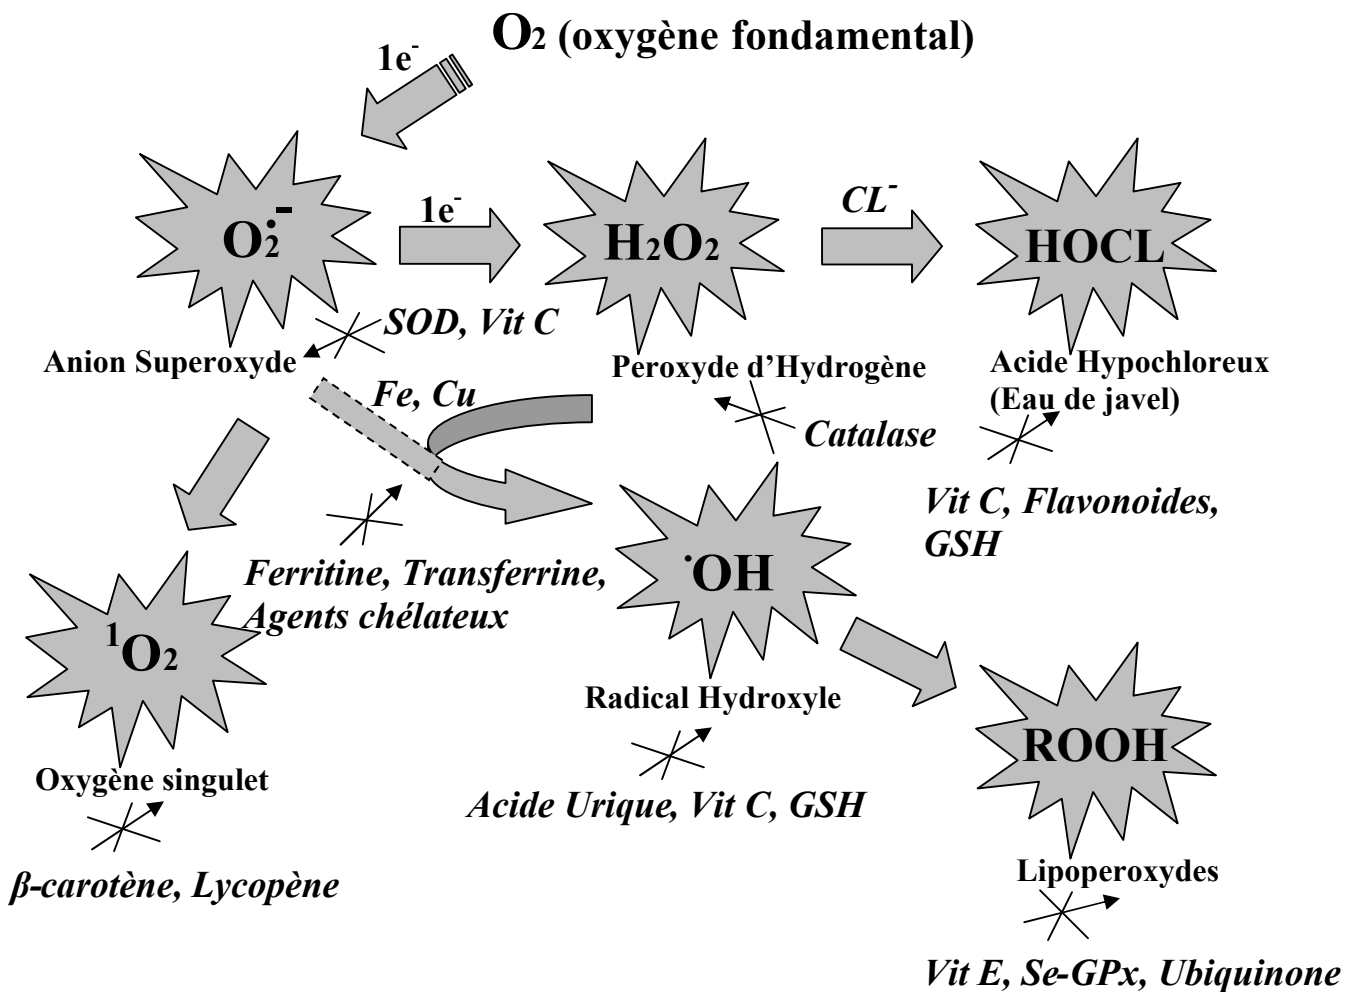 O2 (oxygène fondamental)
1e-
O2•-
1e-
H2O2
CL-
HOCL
SOD, Vit C
Anion Superoxyde
Peroxyde d’Hydrogène
Acide Hypochloreux
(Eau de javel)
Fe, Cu
Catalase
Vit C, Flavonoides,
GSH
Ferritine, Transferrine,
Agents chélateux
•OH
1O2
Radical Hydroxyle
ROOH
Oxygène singulet
Acide Urique, Vit C, GSH
Lipoperoxydes
β-carotène, Lycopène
Vit E, Se-GPx, Ubiquinone